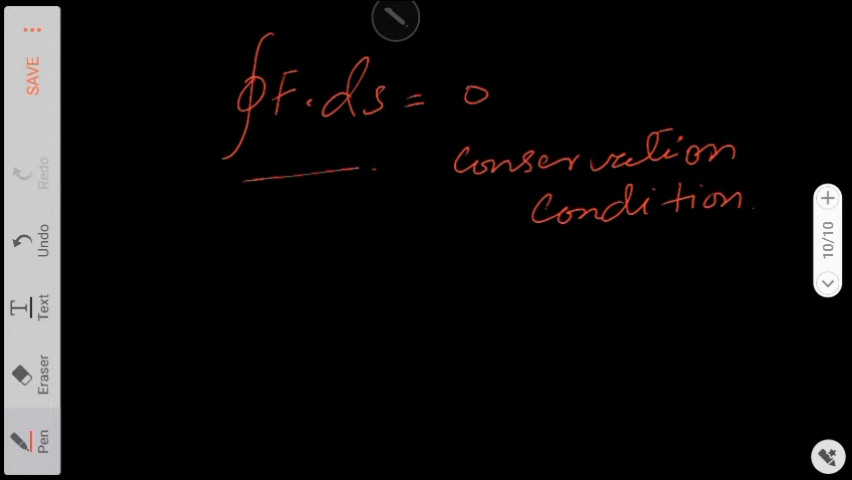 ∮F.ds = 0
conservation
condition.
SAVE
Redo
Undo
Text
Eraser
Pen
10/10